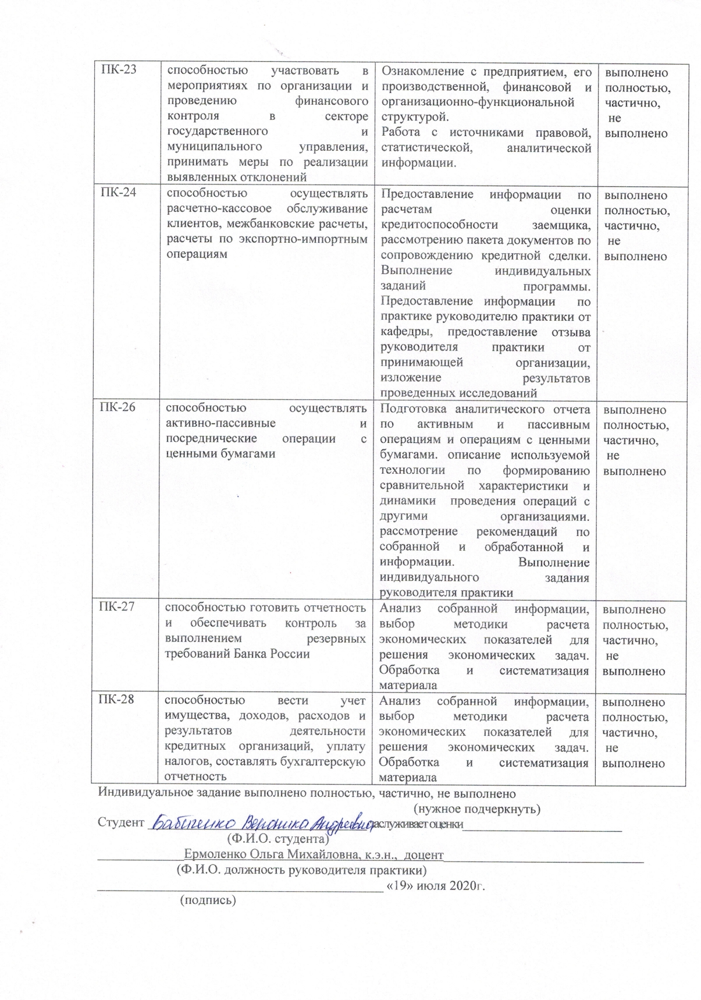 ПК-23
способностью участвовать в
мероприятиях по организации и
проведению финансового
контроля в секторе
государственного и
муниципального управления,
принимать меры по реализации
выявленных отклонений
Ознакомление с предприятием, его
производственной, финансовой и
организационно-функциональной
структурой.
Работа с источниками правовой,
статистической, аналитической
информации.
выполнено
полностью,
частично,
не
выполнено
ПК-24
способностью осуществлять
расчетно-кассовое обслуживание
клиентов, межбанковские расчеты,
расчеты по экспортно-импортным
операциям
Предоставление информации по
расчетам оценки
кредитоспособности заемщика,
рассмотрению пакета документов по
сопровождению кредитной сделки.
Выполнение индивидуальных
заданий программы.
Предоставление информации по
практике руководителю практики от
кафедры, предоставление отзыва
руководителя практики от
принимающей организации,
изложение результатов
проведенных исследований
выполнено
полностью,
частично,
не
выполнено
ПК-26
способностью осуществлять
активно-пассивные и
посреднические операции с
ценными бумагами
Подготовка аналитического отчета
по активным и пассивным
операциям и операциям с ценными
бумагами. описание используемой
технологии по формированию
сравнительной характеристики и
динамики проведения операций с
другими организациями.
рассмотрение рекомендаций по
собранной и обработанной и
информации. Выполнение
индивидуального задания
руководителя практики
выполнено
полностью,
частично,
не
выполнено
ПК-27
способностью готовить отчетность
и обеспечивать контроль за
выполнением резервных
требований Банка России
Анализ собранной информации,
выбор методики расчета
экономических показателей для
решения экономических задач.
Обработка и систематизация
материала
выполнено
полностью,
частично,
не
выполнено
ПК-28
способностью вести учет
имущества, доходов, расходов и
результатов деятельности
кредитных организаций, уплату
налогов, составлять бухгалтерскую
отчетность
Анализ собранной информации,
выбор методики расчета
экономических показателей для
решения экономических задач.
Обработка и систематизация
материала
выполнено
полностью,
частично,
не
выполнено
Индивидуальное задание выполнено полностью, частично, не выполнено
(нужное подчеркнуть)
Студент Вероника Андреевна заслуживает оценки
(Ф.И.О. студента)
Ермоленко Ольга Михайловна, к.э.н., доцент
(Ф.И.О. должность руководителя практики)
«19» июля 2020г.
(подпись)